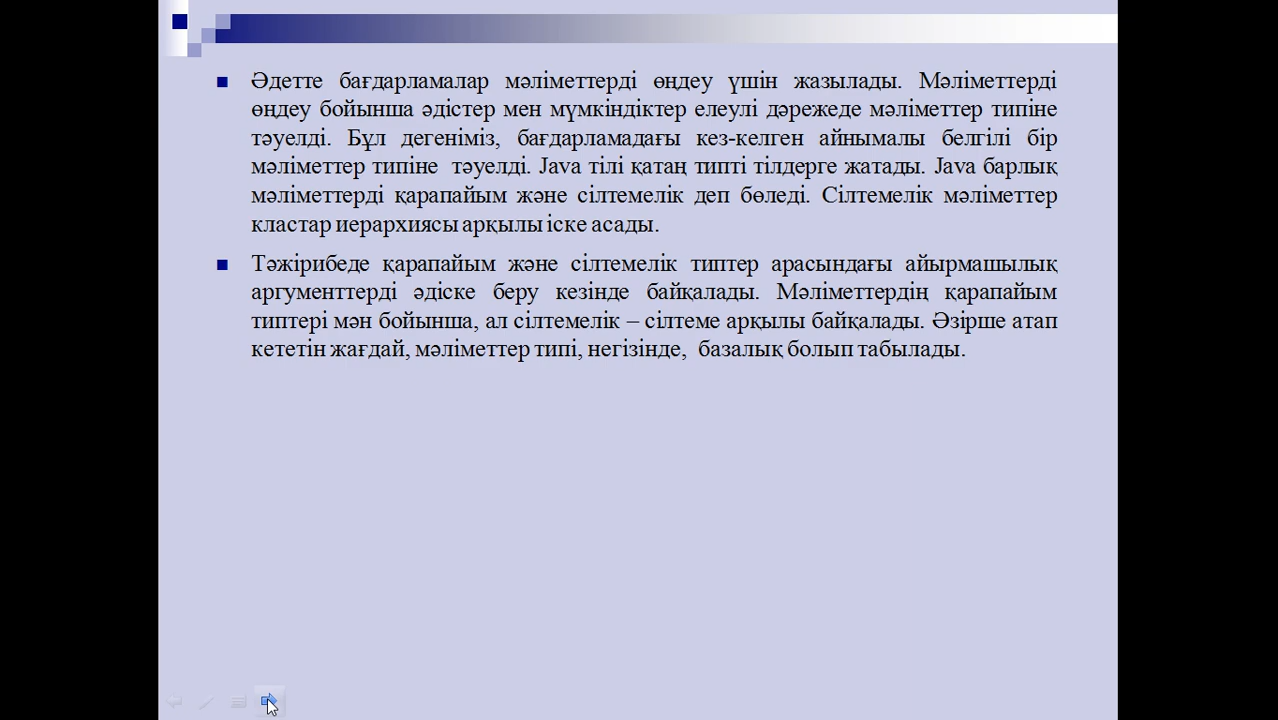 Әдетте бағдарламалар мәліметтерді өңдеу үшін жазылады. Мәліметтерді
өңдеу бойынша әдістер мен мүмкіндіктер елеулі дәрежеде мәліметтер типіне
тәуелді. Бұл дегеніміз, бағдарламадағы кез-келген айнымалы белгілі бір
мәліметтер типіне тәуелді. Java тілі қатаң типті тілдерге жатады. Java барлық
мәліметтерді қарапайым және сілтемелік деп бөледі. Сілтемелік мәліметтер
кластар иерархиясы арқылы іске асады.
Тәжірибеде қарапайым және сілтемелік типтер арасындағы айырмашылық
аргументтерді әдіске беру кезінде байқалады. Мәліметтердің қарапайым
типтері мән бойынша, ал сілтемелік – сілтеме арқылы байқалады. Әзірше атап
кететін жағдай, мәліметтер типі, негізінде, базалық болып табылады.